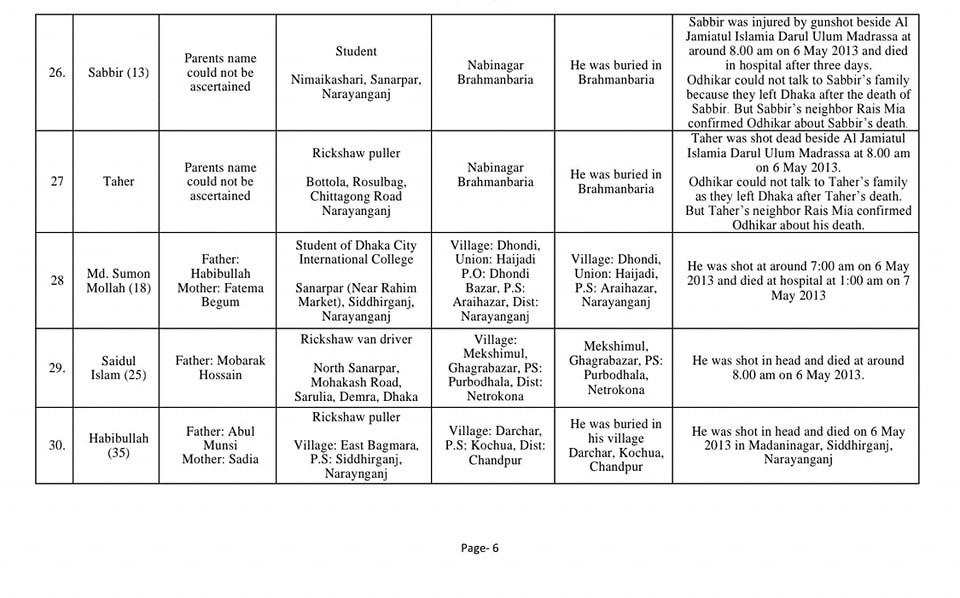 26.
Sabbir (13)
Parents name
could not be
ascertained
Student
Nimaikashari, Sanarpar,
Narayanganj
Nabinagar
Brahmanbaria
He was buried in
Brahmanbaria
Sabbir was injured by gunshot beside Al
Jamiatul Islamia Darul Ulum Madrassa at
around 8.00 am on 6 May 2013 and died
in hospital after three days.
Odhikar could not talk to Sabbir's family
because they left Dhaka after the death of
Sabbir. But Sabbir's neighbor Rais Mia
confirmed Odhikar about Sabbir's death.
27
Taher
Parents name
could not be
ascertained
Rickshaw puller
Bottola, Rosulbag,
Chittagong Road
Narayanganj
Nabinagar
Brahmanbaria
He was buried in
Brahmanbaria
Taher was shot dead beside Al Jamiatul
Islamia Darul Ulum Madrassa at 8.00 am
on 6 May 2013.
Odhikar could not talk to Taher's family
as they left Dhaka after Taher's death.
But Taher's neighbor Rais Mia confirmed
Odhikar about his death.
28
Md. Sumon
Mollah (18)
Father:
Habibullah
Mother: Fatema
Begum
Student of Dhaka City
International College
Sanarpar (Near Rahim
Market), Siddhirganj,
Narayanganj
Village: Dhondi,
Union: Haijadi
P.O: Dhondi
Bazar, P.S:
Araihazar, Dist:
Narayanganj
Village: Dhondi,
Union: Haijadi,
P.S: Araihazar,
Narayanganj
He was shot at around 7:00 am on 6 May
2013 and died at hospital at 1:00 am on 7
May 2013
29.
Saidul
Islam (25)
Father: Mobarak
Hossain
Rickshaw van driver
North Sanarpar,
Mohakash Road,
Sarulia, Demra, Dhaka
Village:
Mekshimul,
Ghagrabazar, PS:
Purbodhala, Dist:
Netrokona
Mekshimul,
Ghagrabazar, PS:
Purbodhala,
Netrokona
He was shot in head and died at around
8.00 am on 6 May 2013.
30.
Habibullah
(35)
Father: Abul
Munsi
Mother: Sadia
Rickshaw puller
Village: East Bagmara,
P.S: Siddhirganj,
Naraynganj
Village: Darchar,
P.S: Kochua, Dist:
Chandpur
He was buried in
his village
Darchar, Kochua,
Chandpur
He was shot in head and died on 6 May
2013 in Madaninagar, Siddhirganj,
Narayanganj
Page- 6